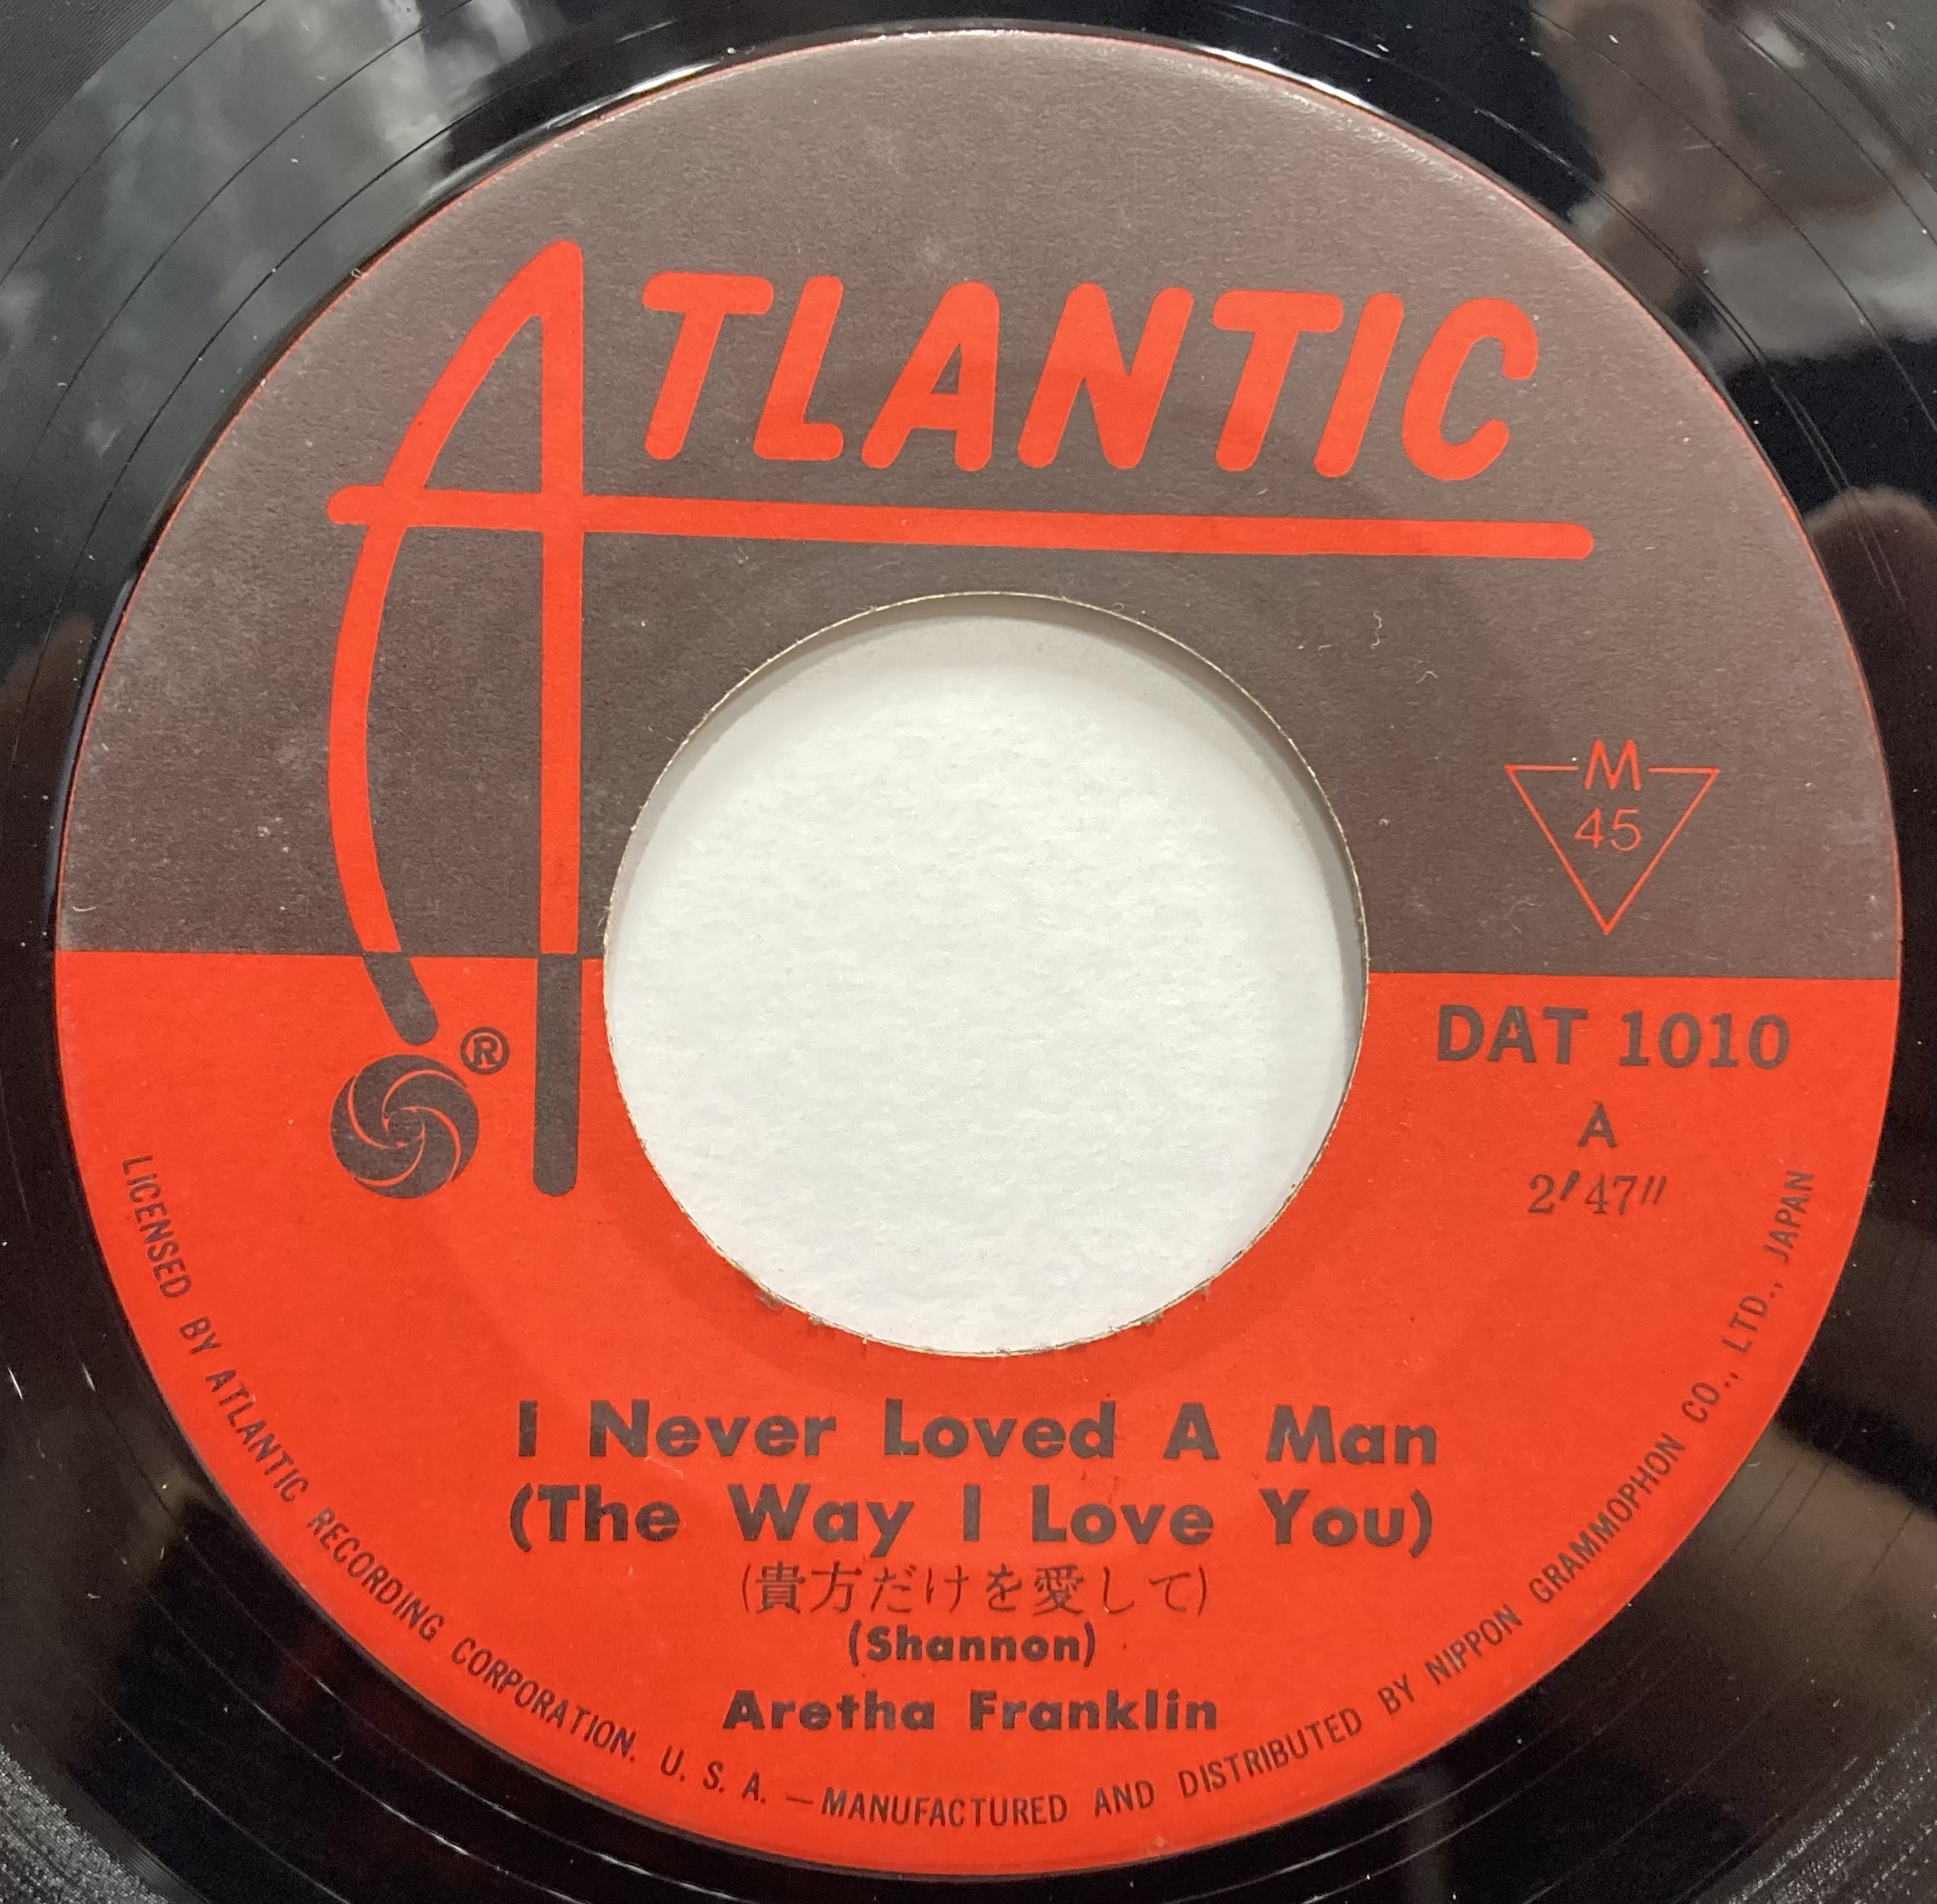 ATLANTIC
®
M
45
DAT 1010
A
2′47″
I Never Loved A Man
(The Way I Love You)
(貴方だけを愛して)
(Shannon)
Aretha Franklin
LICENSED BY ATLANTIC RECORDING CORPORATION. U. S. A. —MANUFACTURED AND DISTRIBUTED BY NIPPON GRAMMOPHON CO., LTD., JAPAN